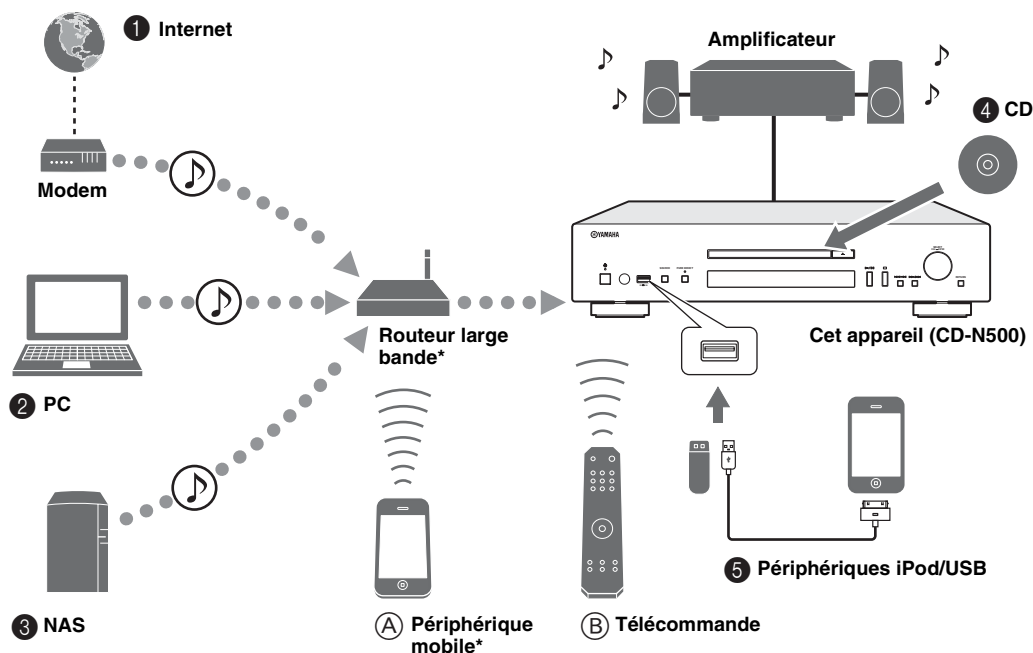 1 Internet
Amplificateur
4 CD
Modem
YAMAHA
Routeur large
bande*
Cet appareil (CD-N500)
2 PC
5 Périphériques iPod/USB
3 NAS
A Périphérique
mobile*
B Télécommande